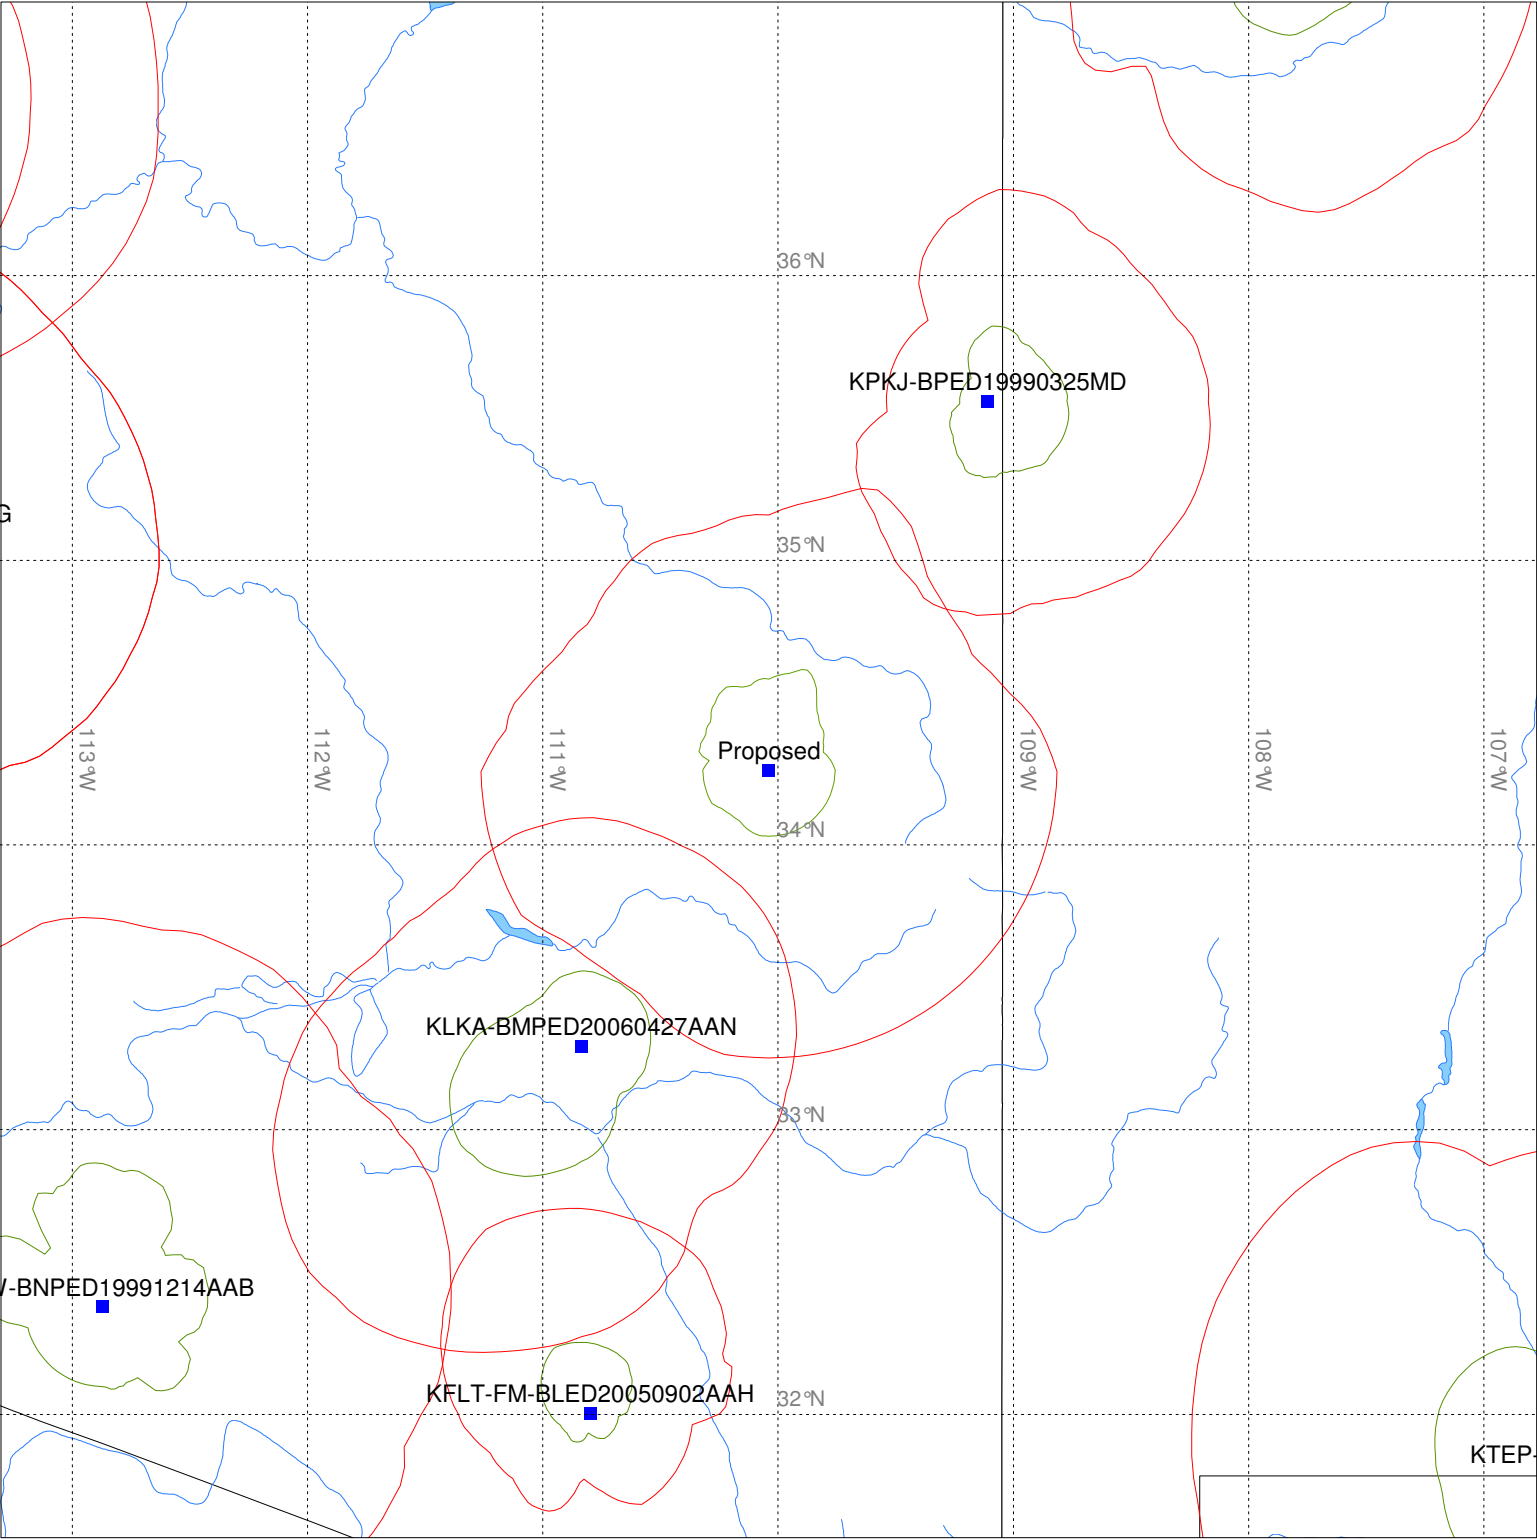 36°N
KPKJ-BPED19990325MD
G
35°N
113°W
112°W
111°W
109°W
108°W
107°W
Proposed
34°N
KLKA-BMPED20060427AAN
33°N
-BNPED19991214AAB
KFLT-FM-BLED20050902AAH
32°N
KTEP-